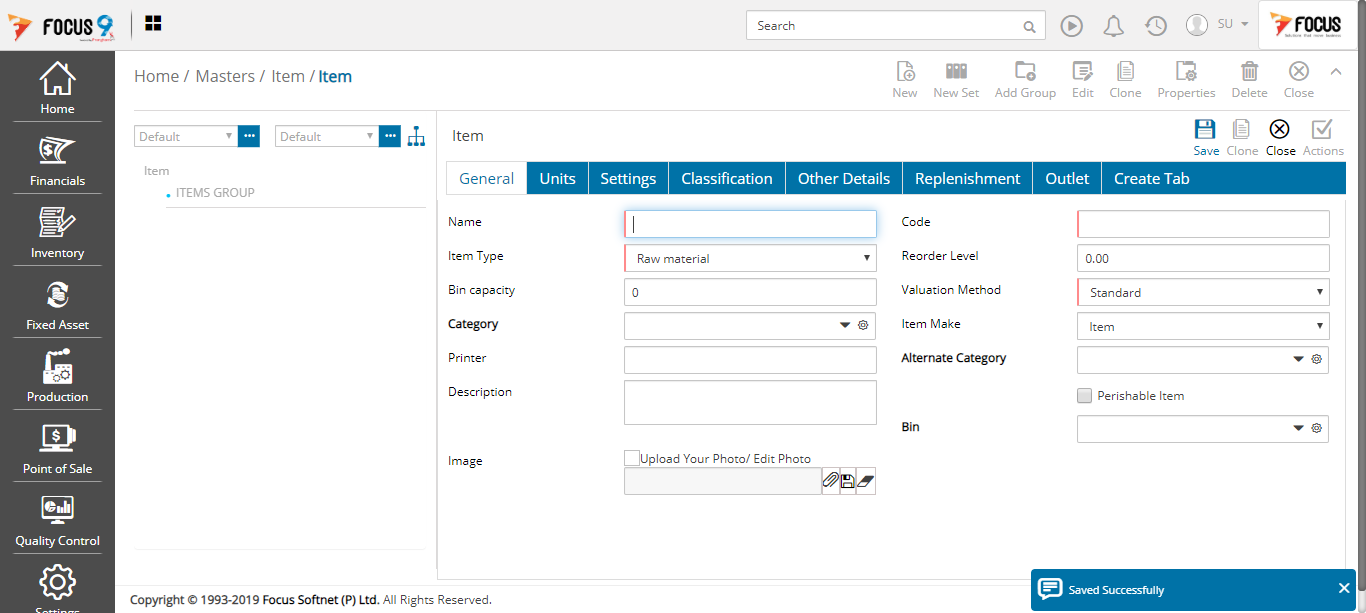 FOCUS 9
Search
SU
FOCUS
Home
Financials
Inventory
Fixed Asset
Production
Point of Sale
Quality Control
Settings
Home / Masters / Item / Item
New
New Set
Add Group
Edit
Clone
Properties
Delete
Close
Default
Default
Item
ITEMS GROUP
Item
Save
Clone
Close
Actions
General
Units
Settings
Classification
Other Details
Replenishment
Outlet
Create Tab
Name
Code
Item Type
Raw material
Reorder Level
0.00
Bin capacity
0
Valuation Method
Standard
Category
Item Make
Item
Printer
Alternate Category
Description
Perishable Item
Bin
Image
Upload Your Photo/ Edit Photo
Saved Successfully
Copyright © 1993-2019 Focus Softnet (P) Ltd. All Rights Reserved.